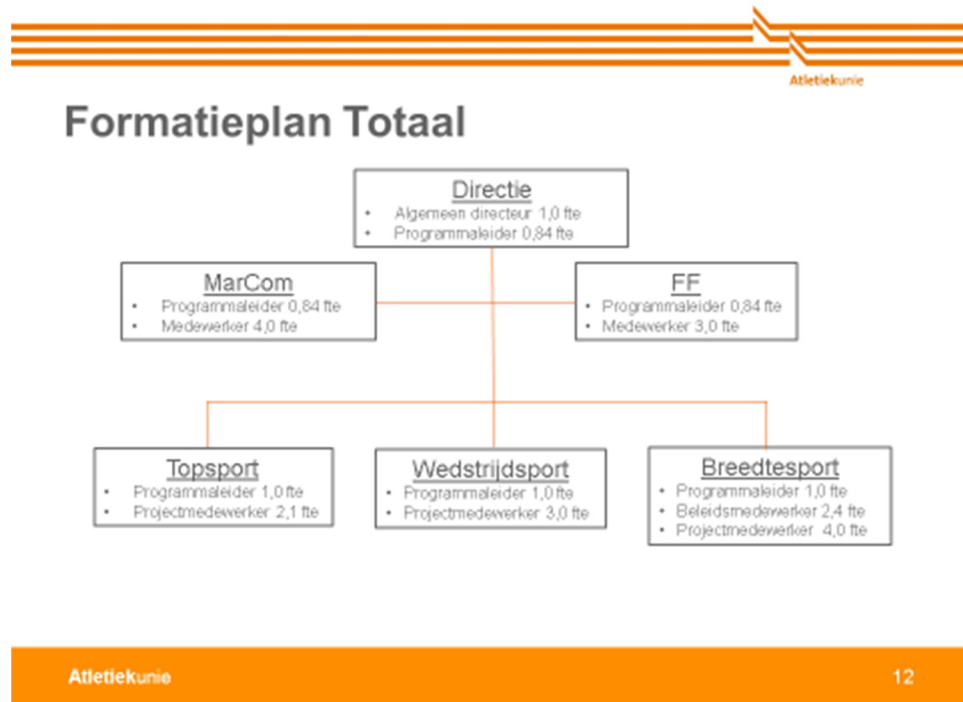 Atletiekunie
Formatieplan Totaal
Directie
• Algemeen directeur 1,0 fte
• Programmaleider 0,84 fte
MarCom
• Programmaleider 0,84 fte
• Medewerker 4,0 fte
FF
• Programmaleider 0,84 fte
• Medewerker 3,0 fte
Topsport
• Programmaleider 1,0 fte
• Projectmedewerker 2,1 fte
Wedstrijdsport
• Programmaleider 1,0 fte
• Projectmedewerker 3,0 fte
Breedtesport
• Programmaleider 1,0 fte
• Beleidsmedewerker 2,4 fte
• Projectmedewerker 4,0 fte
Atletiekunie
12